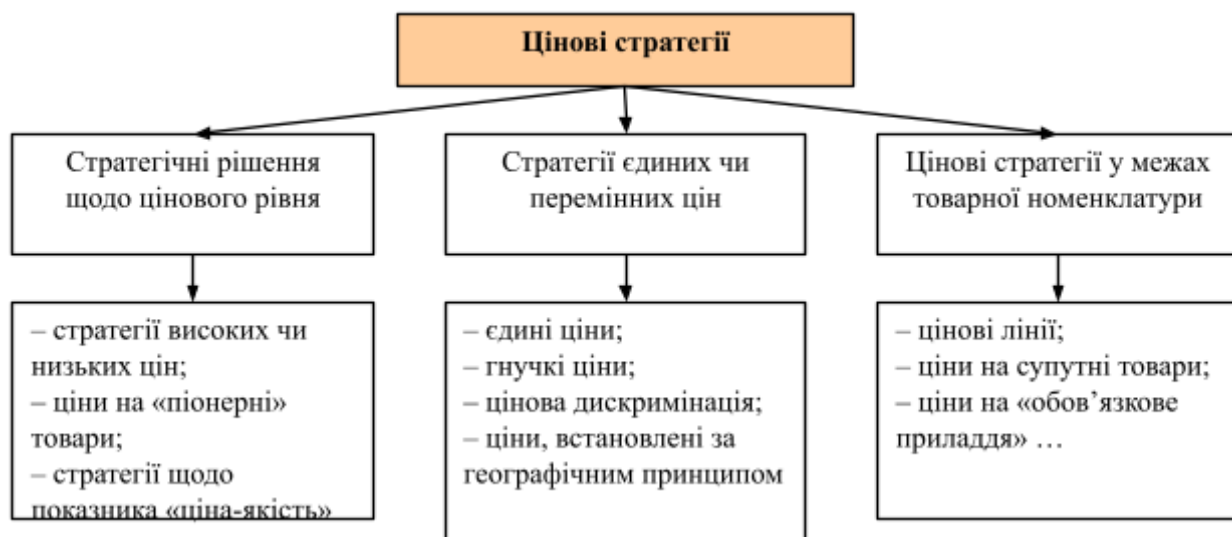 Цінові стратегії
Стратегічні рішення
щодо цінового рівня
Стратегії єдиних чи
перемінних цін
Цінові стратегії у межах
товарної номенклатури
– стратегії високих чи
низьких цін;
– ціни на «піонерні»
товари;
– стратегії щодо
показника «ціна-якість»
– єдині ціни;
– гнучкі ціни;
– цінова дискримінація;
– ціни, встановлені за
географічним принципом
– цінові лінії;
– ціни на супутні товари;
– ціни на «обов’язкове
приладдя» …